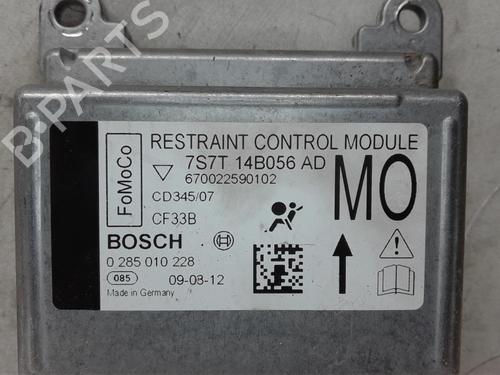 B-PARTS
FoMoCo
RESTRAINT CONTROL MODULE
7S7T 14B056 AD
670022590102
MO
CD345/07
CF33B
BOSCH
0 285 010 228
085
09-03-12
Made in Germany